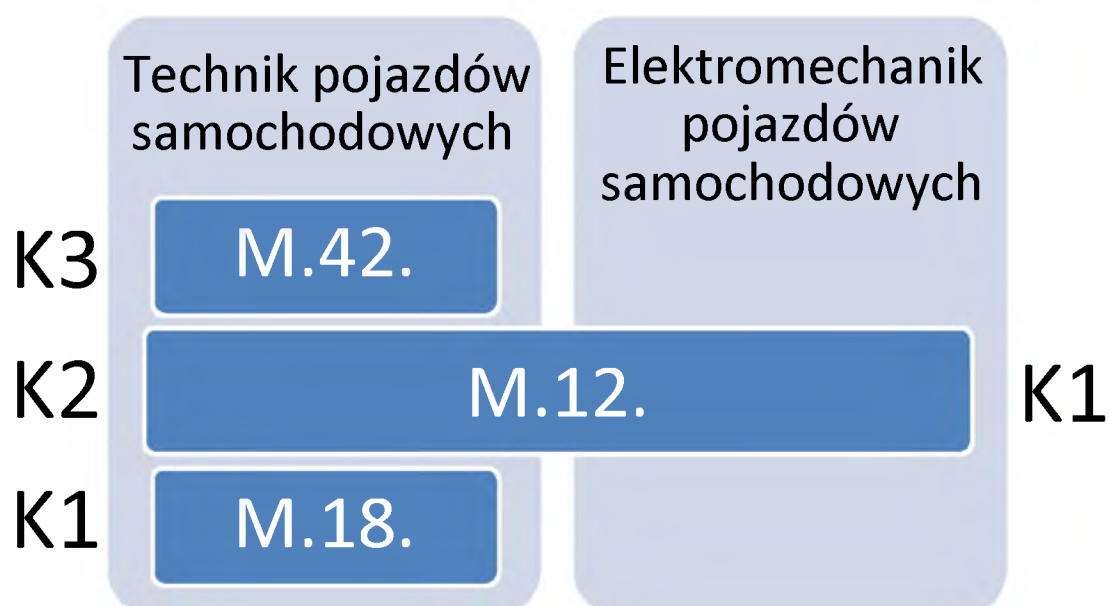 Technik pojazdów
samochodowych
Elektromechanik
pojazdów
samochodowych
K3 M.42.
K2 M.12. K1
K1 M.18.